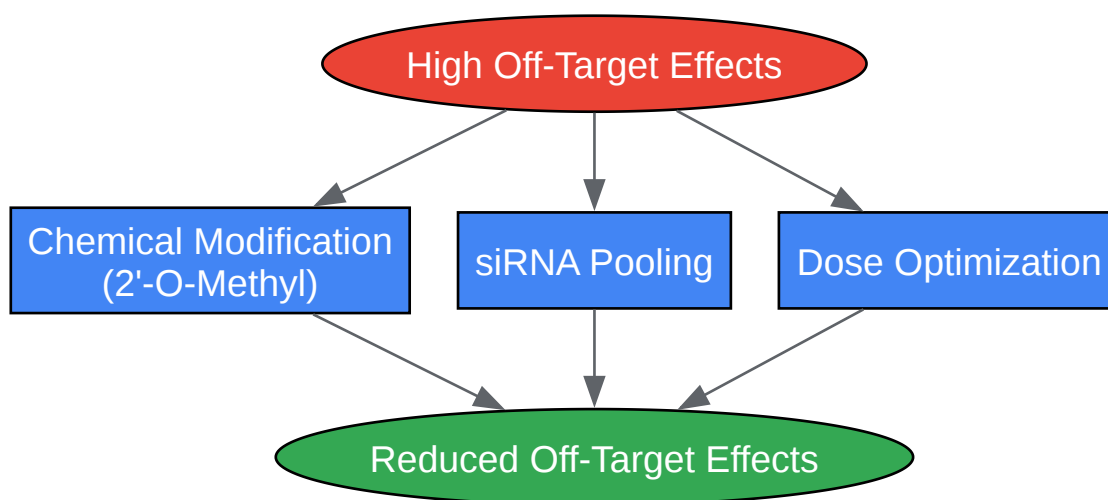 High Off-Target Effects
Chemical Modification
(2'-O-Methyl)
siRNA Pooling
Dose Optimization
Reduced Off-Target Effects